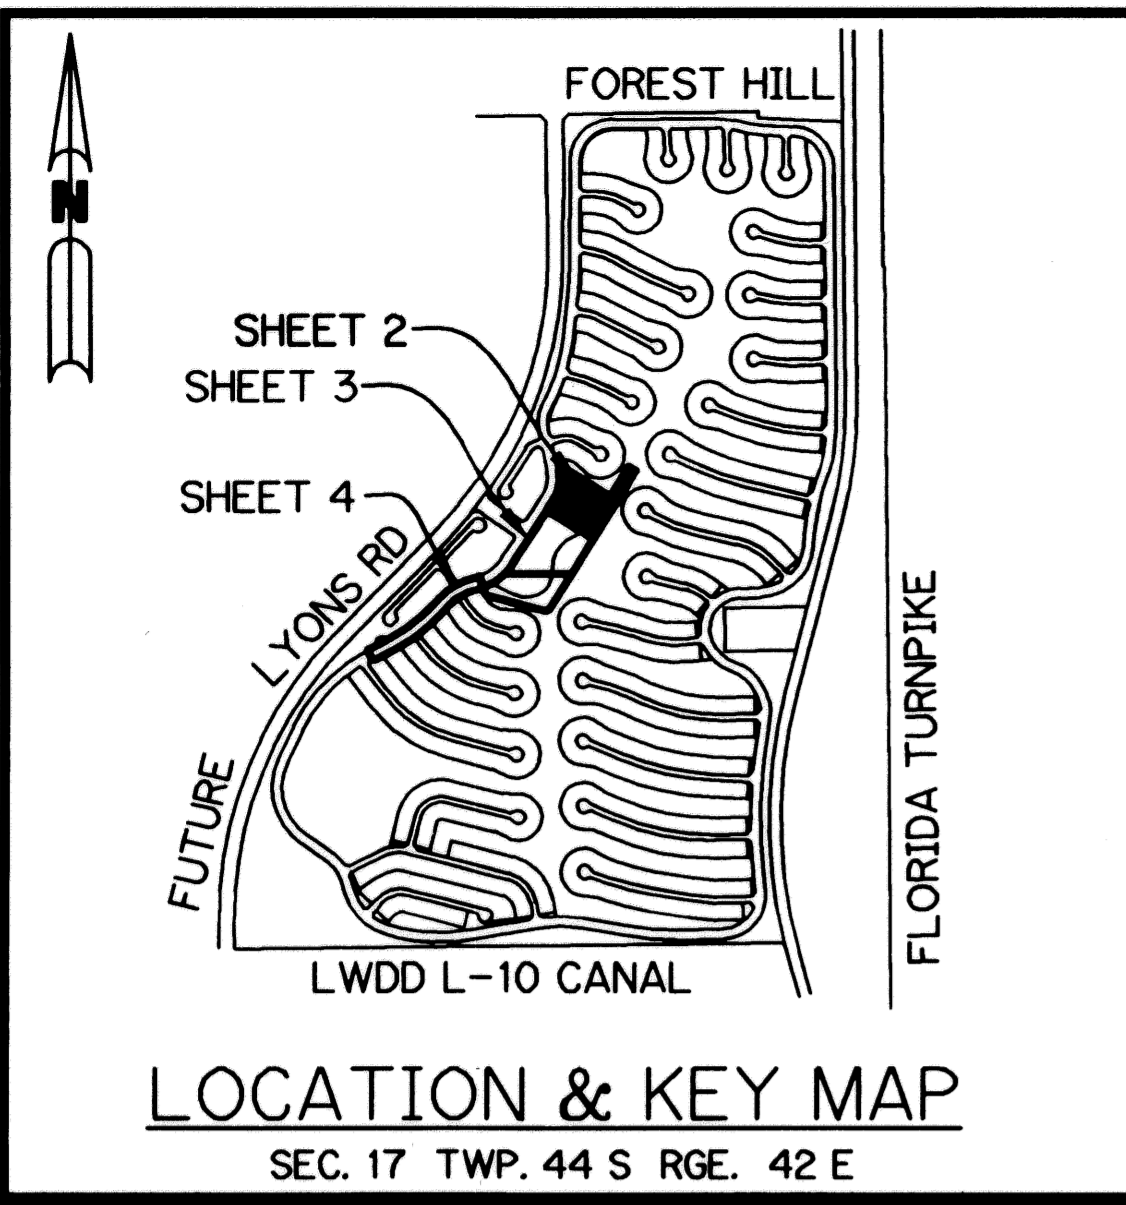 FOREST HILL
N
SHEET 2
SHEET 3
SHEET 4
LYONS RD
FUTURE
FLORIDA TURNPIKE
LWDD L-10 CANAL
LOCATION & KEY MAP
SEC. 17 TWP. 44 S RGE. 42 E